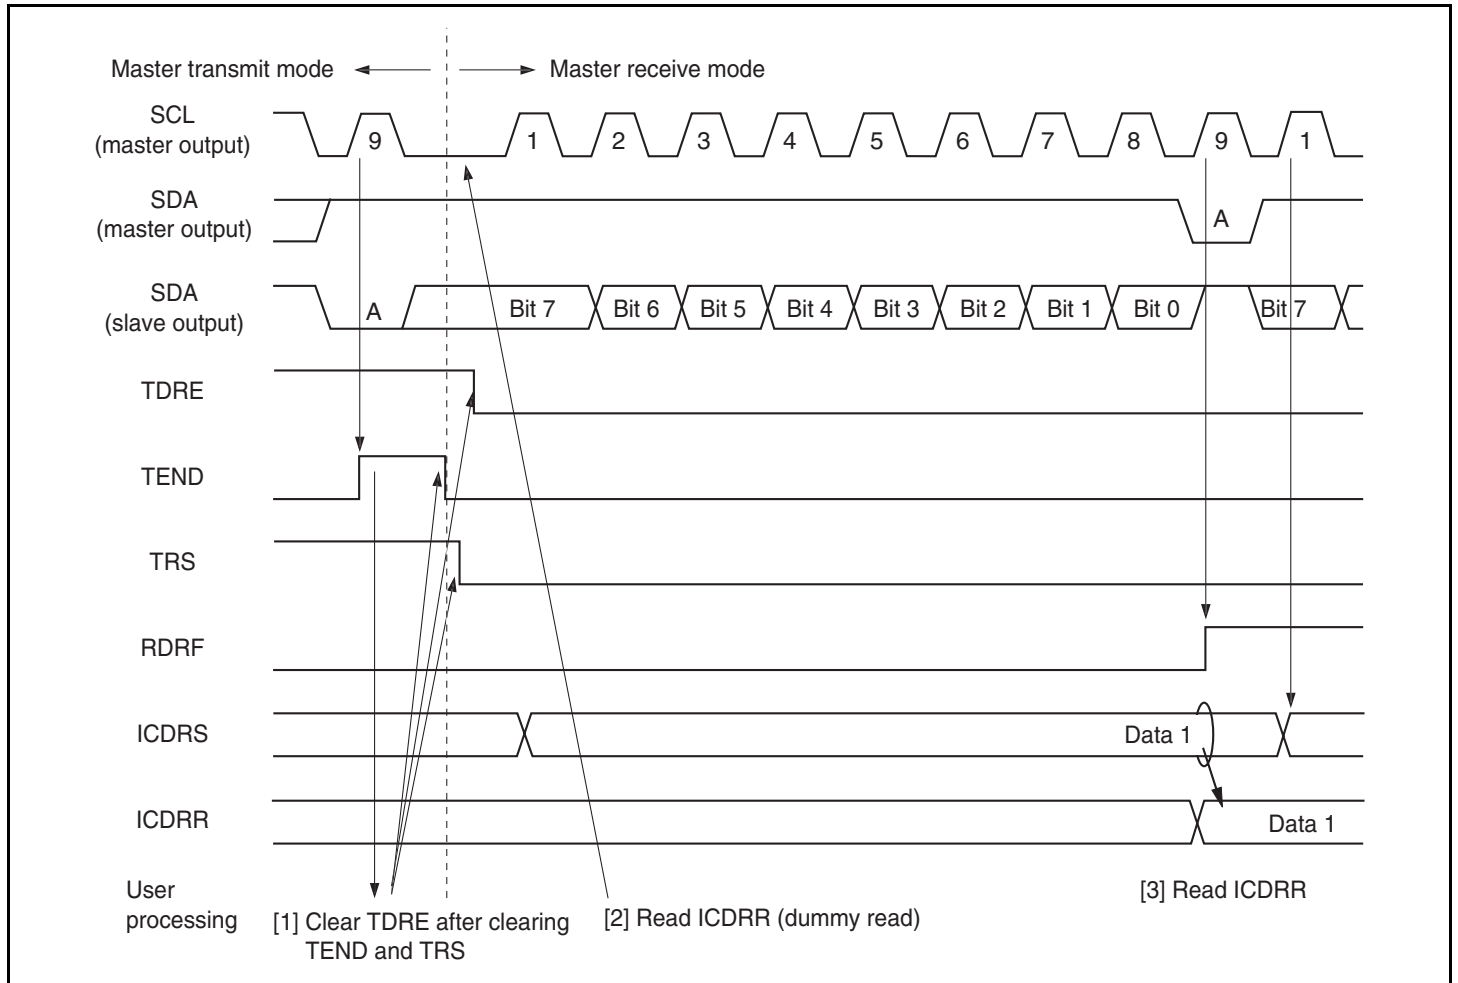 Master transmit mode
Master receive mode
SCL
(master output)
9
1
2
3
4
5
6
7
8
9
1
SDA
(master output)
A
SDA
(slave output)
A
Bit 7
Bit 6
Bit 5
Bit 4
Bit 3
Bit 2
Bit 1
Bit 0
Bit 7
TDRE
TEND
TRS
RDRF
ICDRS
Data 1
ICDRR
Data 1
User
processing
[1] Clear TDRE after clearing
TEND and TRS
[2] Read ICDRR (dummy read)
[3] Read ICDRR